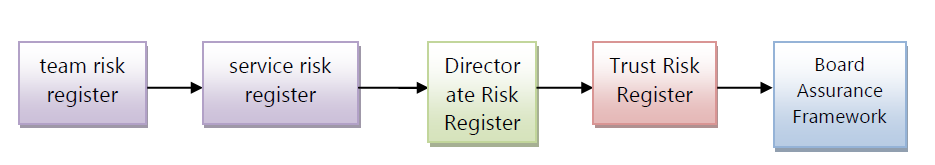 team risk
register
service risk
register
Director
ate Risk
Register
Trust Risk
Register
Board
Assurance
Framework